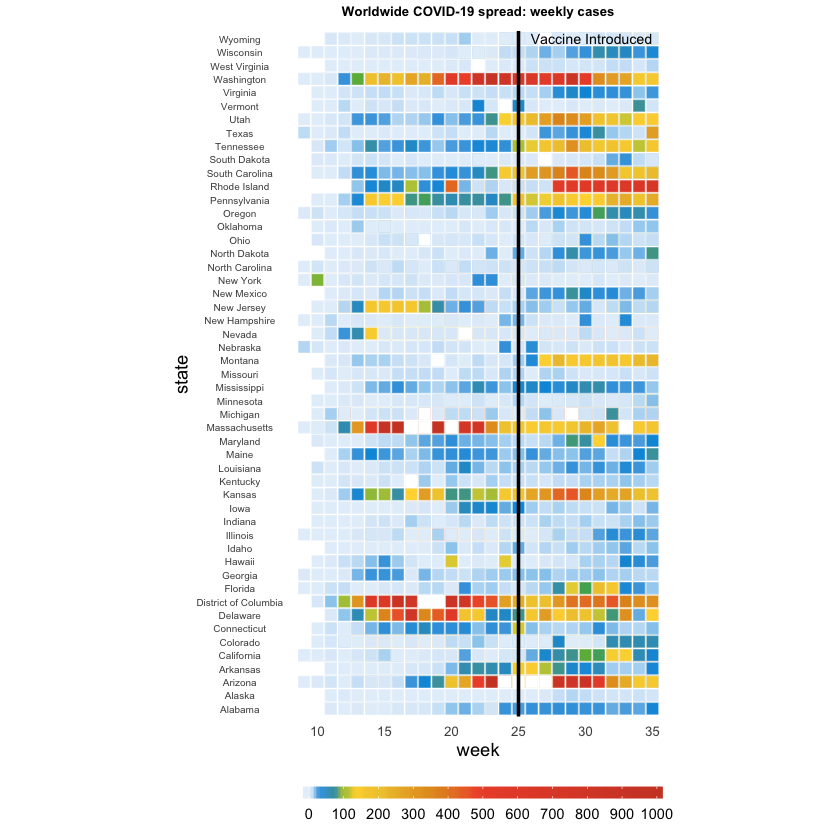 Worldwide COVID-19 spread: weekly cases
Vaccine Introduced
state
Wyoming
Wisconsin
West Virginia
Washington
Virginia
Vermont
Utah
Texas
Tennessee
South Dakota
South Carolina
Rhode Island
Pennsylvania
Oregon
Oklahoma
Ohio
North Dakota
North Carolina
New York
New Mexico
New Jersey
New Hampshire
Nevada
Nebraska
Montana
Missouri
Mississippi
Minnesota
Michigan
Massachusetts
Maryland
Maine
Louisiana
Kentucky
Kansas
Iowa
Indiana
Illinois
Idaho
Hawaii
Georgia
Florida
District of Columbia
Delaware
Connecticut
Colorado
California
Arkansas
Arizona
Alaska
Alabama
10 15 20 25 30 35
week
0 100 200 300 400 500 600 700 800 900 1000